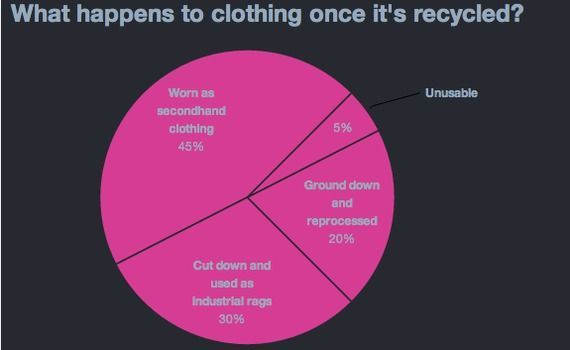 What happens to clothing once it's recycled?
Worn as
secondhand
clothing
45%
Unusable
5%
Ground down
and
reprocessed
20%
Cut down and
used as
industrial rags
30%